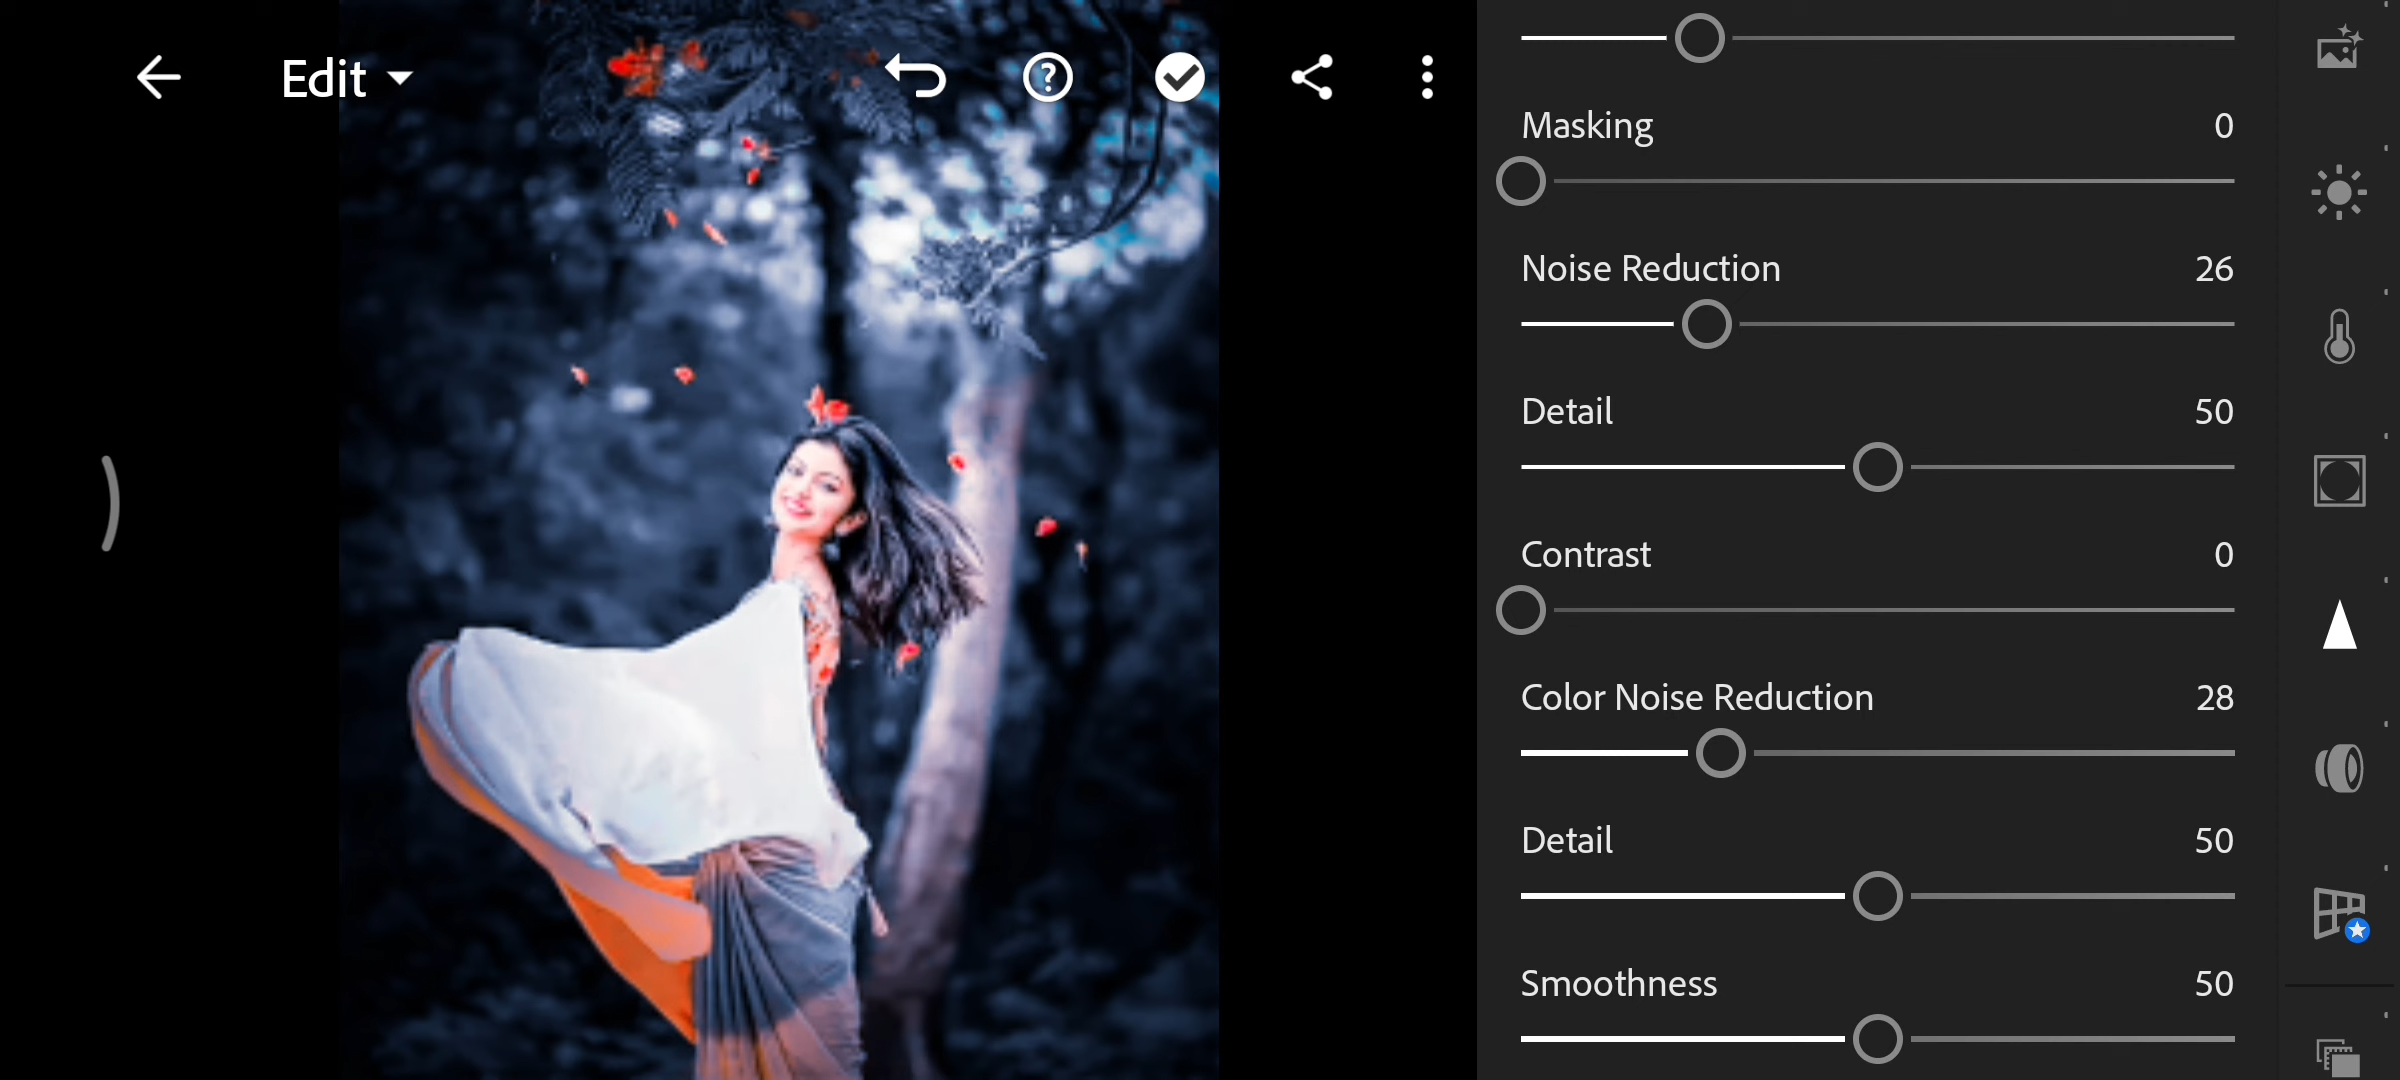 Edit
Masking 0
Noise Reduction 26
Detail 50
Contrast 0
Color Noise Reduction 28
Detail 50
Smoothness 50